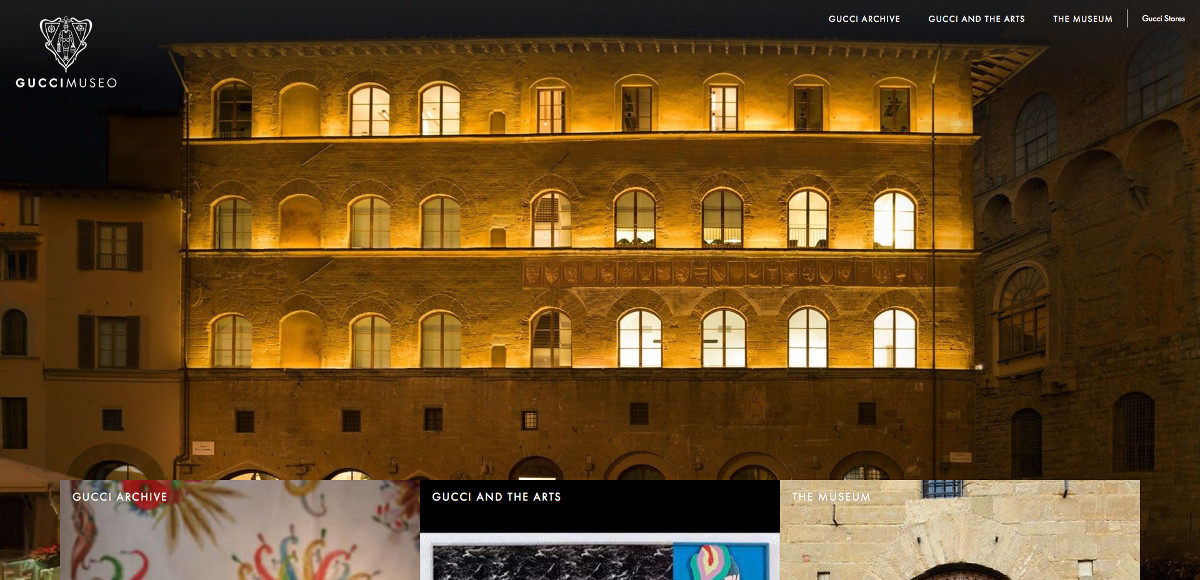 GUCCI ARCHIVE
GUCCI AND THE ARTS
THE MUSEUM
Gucci Stores
GUCCIMUSEO
GUCCI ARCHIVE
GUCCI AND THE ARTS
THE MUSEUM